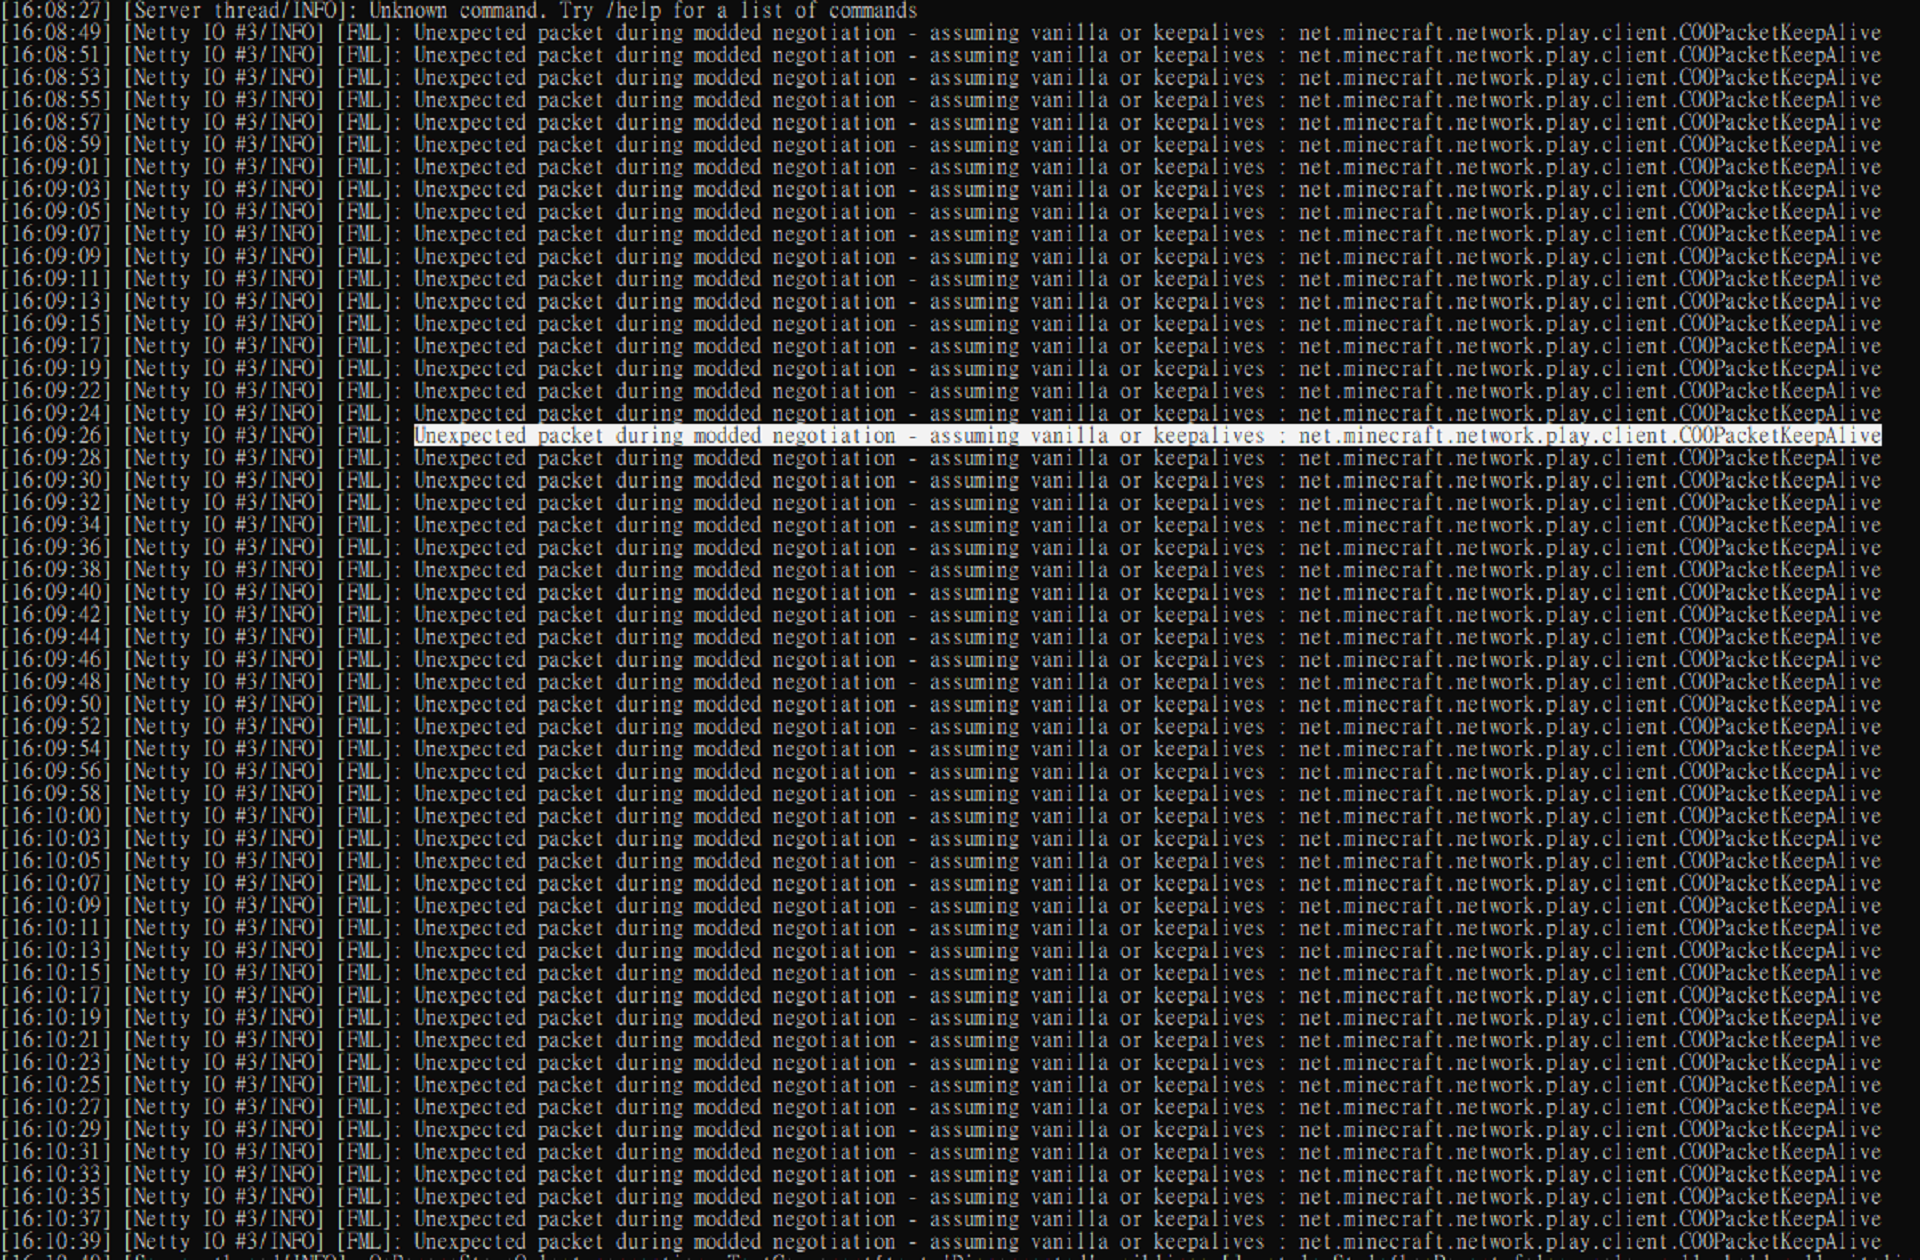 [16:08:27] [Server thread/INFO]: Unknown command. Try /help for a list of commands
[16:08:49] [Netty IO #3/INFO] [FML]: Unexpected packet during modded negotiation - assuming vanilla or keepalives : net.minecraft.network.play.client.C00PacketKeepAlive
[16:08:51] [Netty IO #3/INFO] [FML]: Unexpected packet during modded negotiation - assuming vanilla or keepalives : net.minecraft.network.play.client.C00PacketKeepAlive
[16:08:53] [Netty IO #3/INFO] [FML]: Unexpected packet during modded negotiation - assuming vanilla or keepalives : net.minecraft.network.play.client.C00PacketKeepAlive
[16:08:55] [Netty IO #3/INFO] [FML]: Unexpected packet during modded negotiation - assuming vanilla or keepalives : net.minecraft.network.play.client.C00PacketKeepAlive
[16:08:57] [Netty IO #3/INFO] [FML]: Unexpected packet during modded negotiation - assuming vanilla or keepalives : net.minecraft.network.play.client.C00PacketKeepAlive
[16:08:59] [Netty IO #3/INFO] [FML]: Unexpected packet during modded negotiation - assuming vanilla or keepalives : net.minecraft.network.play.client.C00PacketKeepAlive
[16:09:01] [Netty IO #3/INFO] [FML]: Unexpected packet during modded negotiation - assuming vanilla or keepalives : net.minecraft.network.play.client.C00PacketKeepAlive
[16:09:03] [Netty IO #3/INFO] [FML]: Unexpected packet during modded negotiation - assuming vanilla or keepalives : net.minecraft.network.play.client.C00PacketKeepAlive
[16:09:05] [Netty IO #3/INFO] [FML]: Unexpected packet during modded negotiation - assuming vanilla or keepalives : net.minecraft.network.play.client.C00PacketKeepAlive
[16:09:07] [Netty IO #3/INFO] [FML]: Unexpected packet during modded negotiation - assuming vanilla or keepalives : net.minecraft.network.play.client.C00PacketKeepAlive
[16:09:09] [Netty IO #3/INFO] [FML]: Unexpected packet during modded negotiation - assuming vanilla or keepalives : net.minecraft.network.play.client.C00PacketKeepAlive
[16:09:11] [Netty IO #3/INFO] [FML]: Unexpected packet during modded negotiation - assuming vanilla or keepalives : net.minecraft.network.play.client.C00PacketKeepAlive
[16:09:13] [Netty IO #3/INFO] [FML]: Unexpected packet during modded negotiation - assuming vanilla or keepalives : net.minecraft.network.play.client.C00PacketKeepAlive
[16:09:15] [Netty IO #3/INFO] [FML]: Unexpected packet during modded negotiation - assuming vanilla or keepalives : net.minecraft.network.play.client.C00PacketKeepAlive
[16:09:17] [Netty IO #3/INFO] [FML]: Unexpected packet during modded negotiation - assuming vanilla or keepalives : net.minecraft.network.play.client.C00PacketKeepAlive
[16:09:19] [Netty IO #3/INFO] [FML]: Unexpected packet during modded negotiation - assuming vanilla or keepalives : net.minecraft.network.play.client.C00PacketKeepAlive
[16:09:22] [Netty IO #3/INFO] [FML]: Unexpected packet during modded negotiation - assuming vanilla or keepalives : net.minecraft.network.play.client.C00PacketKeepAlive
[16:09:24] [Netty IO #3/INFO] [FML]: Unexpected packet during modded negotiation - assuming vanilla or keepalives : net.minecraft.network.play.client.C00PacketKeepAlive
[16:09:26] [Netty IO #3/INFO] [FML]: Unexpected packet during modded negotiation - assuming vanilla or keepalives : net.minecraft.network.play.client.C00PacketKeepAlive
[16:09:28] [Netty IO #3/INFO] [FML]: Unexpected packet during modded negotiation - assuming vanilla or keepalives : net.minecraft.network.play.client.C00PacketKeepAlive
[16:09:30] [Netty IO #3/INFO] [FML]: Unexpected packet during modded negotiation - assuming vanilla or keepalives : net.minecraft.network.play.client.C00PacketKeepAlive
[16:09:32] [Netty IO #3/INFO] [FML]: Unexpected packet during modded negotiation - assuming vanilla or keepalives : net.minecraft.network.play.client.C00PacketKeepAlive
[16:09:34] [Netty IO #3/INFO] [FML]: Unexpected packet during modded negotiation - assuming vanilla or keepalives : net.minecraft.network.play.client.C00PacketKeepAlive
[16:09:36] [Netty IO #3/INFO] [FML]: Unexpected packet during modded negotiation - assuming vanilla or keepalives : net.minecraft.network.play.client.C00PacketKeepAlive
[16:09:38] [Netty IO #3/INFO] [FML]: Unexpected packet during modded negotiation - assuming vanilla or keepalives : net.minecraft.network.play.client.C00PacketKeepAlive
[16:09:40] [Netty IO #3/INFO] [FML]: Unexpected packet during modded negotiation - assuming vanilla or keepalives : net.minecraft.network.play.client.C00PacketKeepAlive
[16:09:42] [Netty IO #3/INFO] [FML]: Unexpected packet during modded negotiation - assuming vanilla or keepalives : net.minecraft.network.play.client.C00PacketKeepAlive
[16:09:44] [Netty IO #3/INFO] [FML]: Unexpected packet during modded negotiation - assuming vanilla or keepalives : net.minecraft.network.play.client.C00PacketKeepAlive
[16:09:46] [Netty IO #3/INFO] [FML]: Unexpected packet during modded negotiation - assuming vanilla or keepalives : net.minecraft.network.play.client.C00PacketKeepAlive
[16:09:48] [Netty IO #3/INFO] [FML]: Unexpected packet during modded negotiation - assuming vanilla or keepalives : net.minecraft.network.play.client.C00PacketKeepAlive
[16:09:50] [Netty IO #3/INFO] [FML]: Unexpected packet during modded negotiation - assuming vanilla or keepalives : net.minecraft.network.play.client.C00PacketKeepAlive
[16:09:52] [Netty IO #3/INFO] [FML]: Unexpected packet during modded negotiation - assuming vanilla or keepalives : net.minecraft.network.play.client.C00PacketKeepAlive
[16:09:54] [Netty IO #3/INFO] [FML]: Unexpected packet during modded negotiation - assuming vanilla or keepalives : net.minecraft.network.play.client.C00PacketKeepAlive
[16:09:56] [Netty IO #3/INFO] [FML]: Unexpected packet during modded negotiation - assuming vanilla or keepalives : net.minecraft.network.play.client.C00PacketKeepAlive
[16:09:58] [Netty IO #3/INFO] [FML]: Unexpected packet during modded negotiation - assuming vanilla or keepalives : net.minecraft.network.play.client.C00PacketKeepAlive
[16:10:00] [Netty IO #3/INFO] [FML]: Unexpected packet during modded negotiation - assuming vanilla or keepalives : net.minecraft.network.play.client.C00PacketKeepAlive
[16:10:03] [Netty IO #3/INFO] [FML]: Unexpected packet during modded negotiation - assuming vanilla or keepalives : net.minecraft.network.play.client.C00PacketKeepAlive
[16:10:05] [Netty IO #3/INFO] [FML]: Unexpected packet during modded negotiation - assuming vanilla or keepalives : net.minecraft.network.play.client.C00PacketKeepAlive
[16:10:07] [Netty IO #3/INFO] [FML]: Unexpected packet during modded negotiation - assuming vanilla or keepalives : net.minecraft.network.play.client.C00PacketKeepAlive
[16:10:09] [Netty IO #3/INFO] [FML]: Unexpected packet during modded negotiation - assuming vanilla or keepalives : net.minecraft.network.play.client.C00PacketKeepAlive
[16:10:11] [Netty IO #3/INFO] [FML]: Unexpected packet during modded negotiation - assuming vanilla or keepalives : net.minecraft.network.play.client.C00PacketKeepAlive
[16:10:13] [Netty IO #3/INFO] [FML]: Unexpected packet during modded negotiation - assuming vanilla or keepalives : net.minecraft.network.play.client.C00PacketKeepAlive
[16:10:15] [Netty IO #3/INFO] [FML]: Unexpected packet during modded negotiation - assuming vanilla or keepalives : net.minecraft.network.play.client.C00PacketKeepAlive
[16:10:17] [Netty IO #3/INFO] [FML]: Unexpected packet during modded negotiation - assuming vanilla or keepalives : net.minecraft.network.play.client.C00PacketKeepAlive
[16:10:19] [Netty IO #3/INFO] [FML]: Unexpected packet during modded negotiation - assuming vanilla or keepalives : net.minecraft.network.play.client.C00PacketKeepAlive
[16:10:21] [Netty IO #3/INFO] [FML]: Unexpected packet during modded negotiation - assuming vanilla or keepalives : net.minecraft.network.play.client.C00PacketKeepAlive
[16:10:23] [Netty IO #3/INFO] [FML]: Unexpected packet during modded negotiation - assuming vanilla or keepalives : net.minecraft.network.play.client.C00PacketKeepAlive
[16:10:25] [Netty IO #3/INFO] [FML]: Unexpected packet during modded negotiation - assuming vanilla or keepalives : net.minecraft.network.play.client.C00PacketKeepAlive
[16:10:27] [Netty IO #3/INFO] [FML]: Unexpected packet during modded negotiation - assuming vanilla or keepalives : net.minecraft.network.play.client.C00PacketKeepAlive
[16:10:29] [Netty IO #3/INFO] [FML]: Unexpected packet during modded negotiation - assuming vanilla or keepalives : net.minecraft.network.play.client.C00PacketKeepAlive
[16:10:31] [Netty IO #3/INFO] [FML]: Unexpected packet during modded negotiation - assuming vanilla or keepalives : net.minecraft.network.play.client.C00PacketKeepAlive
[16:10:33] [Netty IO #3/INFO] [FML]: Unexpected packet during modded negotiation - assuming vanilla or keepalives : net.minecraft.network.play.client.C00PacketKeepAlive
[16:10:35] [Netty IO #3/INFO] [FML]: Unexpected packet during modded negotiation - assuming vanilla or keepalives : net.minecraft.network.play.client.C00PacketKeepAlive
[16:10:37] [Netty IO #3/INFO] [FML]: Unexpected packet during modded negotiation - assuming vanilla or keepalives : net.minecraft.network.play.client.C00PacketKeepAlive
[16:10:39] [Netty IO #3/INFO] [FML]: Unexpected packet during modded negotiation - assuming vanilla or keepalives : net.minecraft.network.play.client.C00PacketKeepAlive